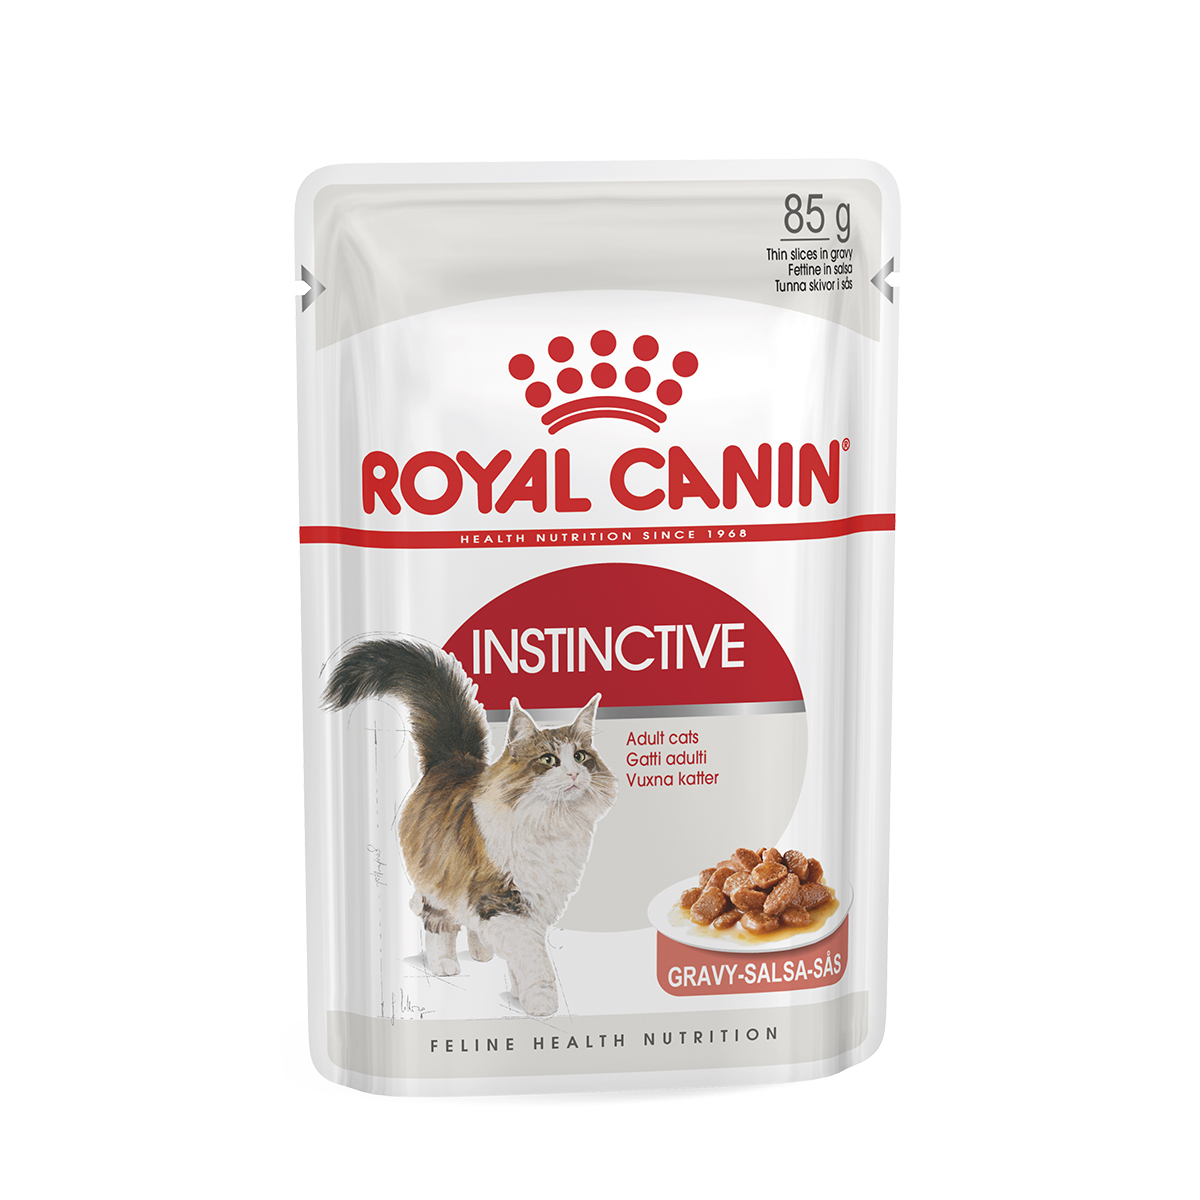 85 g
Thin slices in gravy
Fettine in salsa
Tunna skivor i sås
ROYAL CANIN®
HEALTH NUTRITION SINCE 1968
INSTINCTIVE
Adult cats
Gatti adulti
Vuxna katter
GRAVY-SALSA-SÅS
FELINE HEALTH NUTRITION